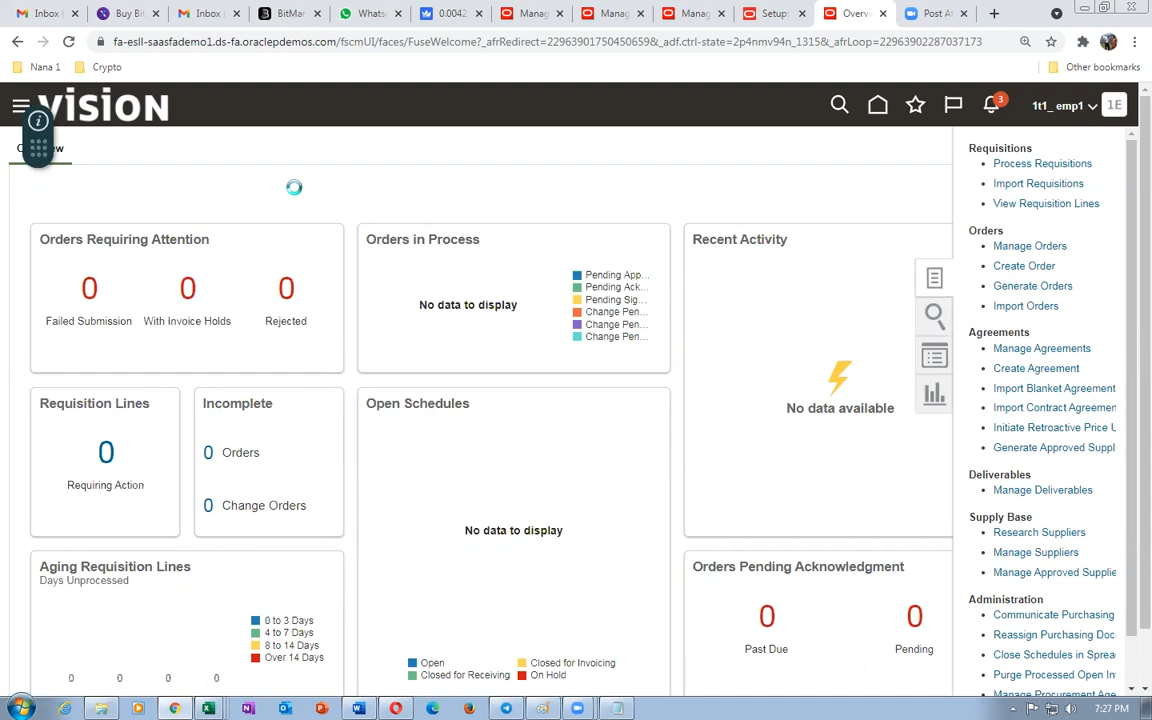 Inbox (
Buy Bit
Inbox (
BitMar
Whats
0.0042
Manag
Manag
Manag
Setup:
Overv
Post A
fa-esll-saasfademo1.ds-fa.oraclepdemos.com/fscmUI/faces/FuseWelcome?_afrRedirect=229639017504506598&_adf.ctrl-state=2p4nmv94n_1315&_afrLoop=22963902287037173
Nana 1
Crypto
Other bookmarks
VISION
3
1t1_ emp1
1E
Requisitions
Process Requisitions
Import Requisitions
View Requisition Lines
Orders
Manage Orders
Create Order
Generate Orders
Import Orders
Agreements
Manage Agreements
Create Agreement
Import Blanket Agreement
Import Contract Agreemen
Initiate Retroactive Price U
Generate Approved Suppl
Deliverables
Manage Deliverables
Supply Base
Research Suppliers
Manage Suppliers
Manage Approved Supplie
Administration
Communicate Purchasing
Reassign Purchasing Doc
Close Schedules in Sprea
Purge Processed Open In
Manage Procurement Age
Orders Requiring Attention
0
0
0
Failed Submission
With Invoice Holds
Rejected
Orders in Process
No data to display
Pending App...
Pending Ack...
Pending Sig...
Change Pen...
Change Pen...
Change Pen...
Recent Activity
No data available
Requisition Lines
0
Requiring Action
Incomplete
0 Orders
0 Change Orders
Open Schedules
No data to display
Open
Closed for Invoicing
Closed for Receiving
On Hold
Aging Requisition Lines
Days Unprocessed
0 to 3 Days
4 to 7 Days
8 to 14 Days
Over 14 Days
0
0
0
0
Orders Pending Acknowledgment
0
0
Past Due
Pending
7:27 PM